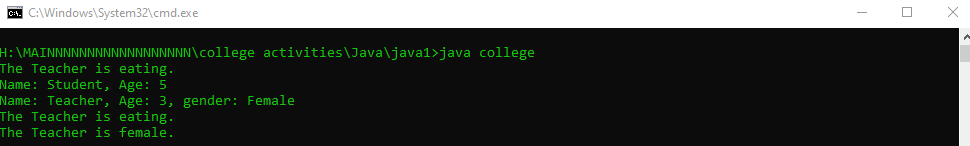 C:\Windows\System32\cmd.exe
H:\MAINNNNNNNNNNNNNNNNNN\college activities\Java\java1>java college
The Teacher is eating.
Name: Student, Age: 5
Name: Teacher, Age: 3, gender: Female
The Teacher is eating.
The Teacher is female.